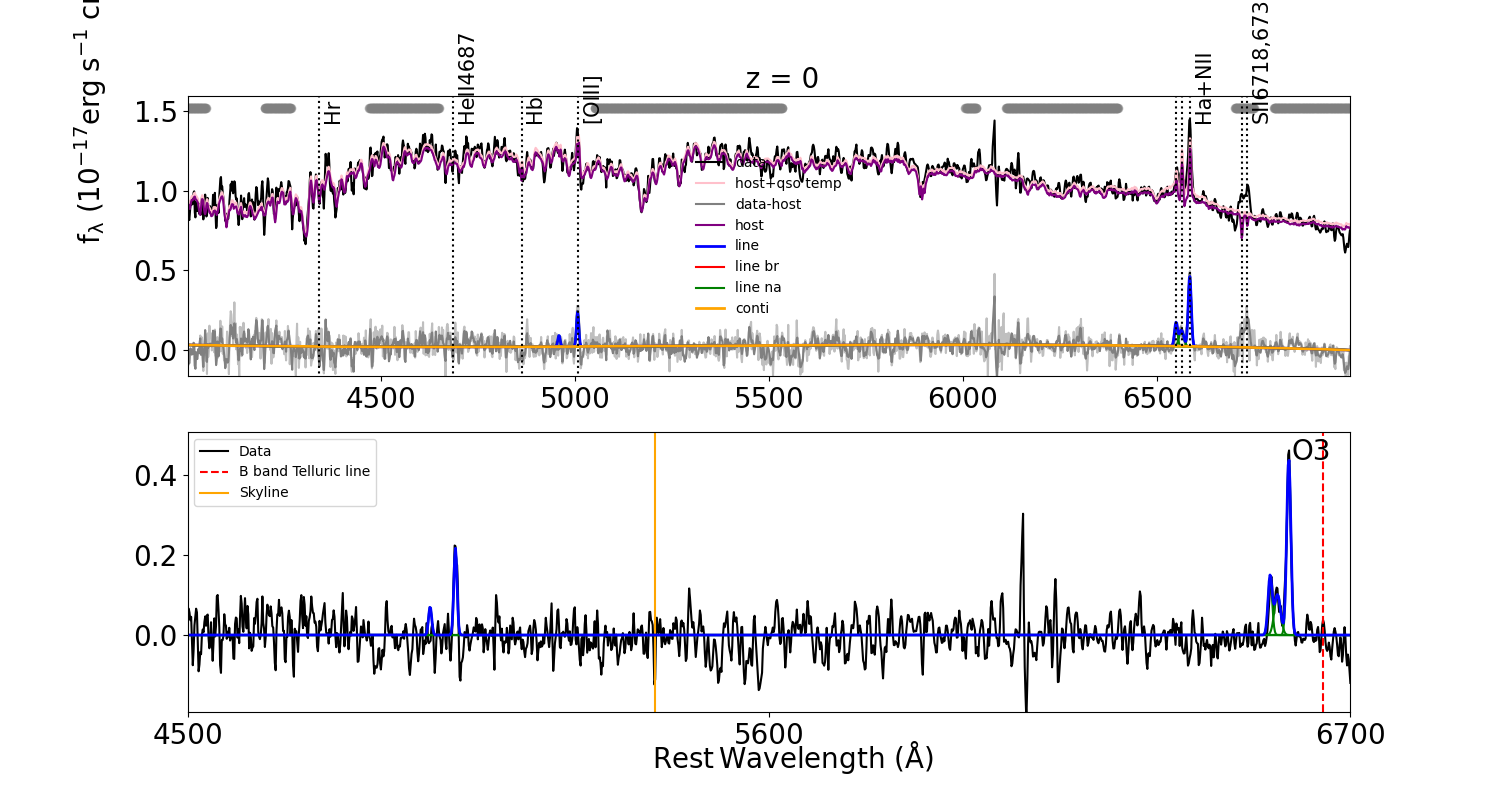 z = 0
f_λ (10^−17 erg s^−1 c
Hr
HeII4687
Hb
[OIII]
Ha+NII
SII6718,673
1.5
1.0
0.5
0.0
data
host+qso temp
data-host
host
line
line br
line na
conti
4500 5000 5500 6000 6500
0.4
0.2
0.0
Data
B band Telluric line
Skyline
O3
4500 5600 6700
Rest Wavelength (Å)